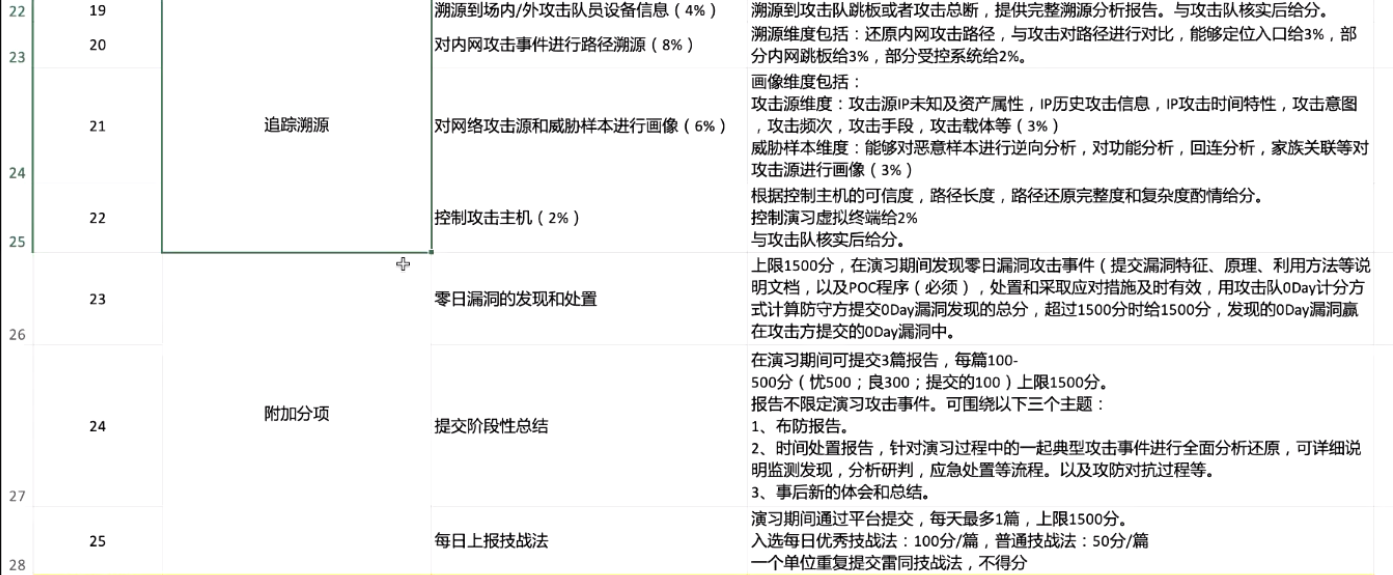 22
19
溯源到场内/外攻击队员设备信息（4%）
溯源到攻击队跳板或者攻击总断，提供完整溯源分析报告。与攻击队核实后给分。
23
20
对内网攻击事件进行路径溯源（8%）
溯源维度包括：还原内网攻击路径，与攻击对路径进行对比，能够定位入口给3%，部
分内网跳板给3%，部分受控系统给2%。
追踪溯源
24
21
对网络攻击源和威胁样本进行画像（6%）
画像维度包括：
攻击源维度：攻击源IP未知及资产属性，IP历史攻击信息，IP攻击时间特性，攻击意图
，攻击频次，攻击手段，攻击载体等（3%）
威胁样本维度：能够对恶意样本进行逆向分析，对功能分析，回连分析，家族关联等对
攻击源进行画像（3%）
25
22
控制攻击主机（2%）
根据控制主机的可信度，路径长度，路径还原完整度和复杂度酌情给分。
控制演习虚拟终端给2%
与攻击队核实后给分。
26
23
零日漏洞的发现和处置
上限1500分，在演习期间发现零日漏洞攻击事件（提交漏洞特征、原理、利用方法等说
明文档，以及POC程序（必须），处置和采取应对措施及时有效，用攻击队0Day计分方
式计算防守方提交0Day漏洞发现的总分，超过1500分时给1500分，发现的0Day漏洞赢
在攻击方提交的0Day漏洞中。
附加分项
27
24
提交阶段性总结
在演习期间可提交3篇报告，每篇100-
500分（忧500；良300；提交的100）上限1500分。
报告不限定演习攻击事件。可围绕以下三个主题：
1、布防报告。
2、时间处置报告，针对演习过程中的一起典型攻击事件进行全面分析还原，可详细说
明监测发现，分析研判，应急处置等流程。以及攻防对抗过程等。
3、事后新的体会和总结。
28
25
每日上报技战法
演习期间通过平台提交，每天最多1篇，上限1500分。
入选每日优秀技战法：100分/篇，普通技战法：50分/篇
一个单位重复提交雷同技战法，不得分